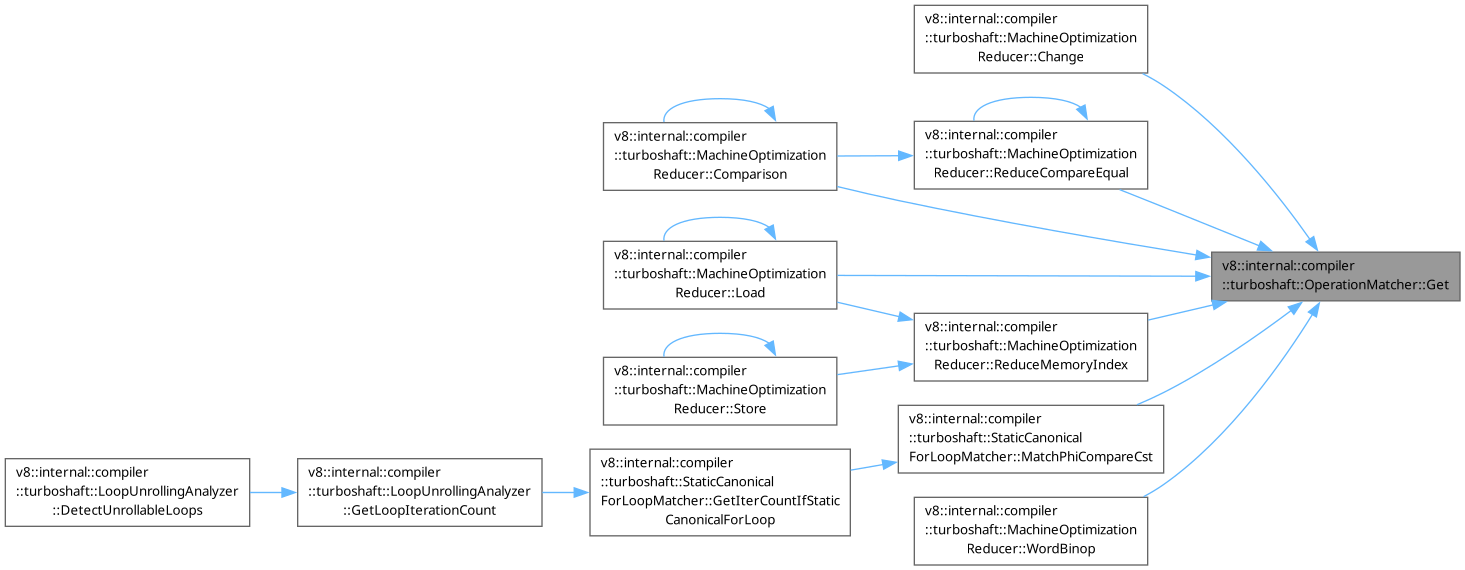 v8::internal::compiler
::turboshaft::MachineOptimization
Reducer::Change
v8::internal::compiler
::turboshaft::MachineOptimization
Reducer::Comparison
v8::internal::compiler
::turboshaft::MachineOptimization
Reducer::ReduceCompareEqual
v8::internal::compiler
::turboshaft::MachineOptimization
Reducer::Load
v8::internal::compiler
::turboshaft::OperationMatcher::Get
v8::internal::compiler
::turboshaft::MachineOptimization
Reducer::ReduceMemoryIndex
v8::internal::compiler
::turboshaft::MachineOptimization
Reducer::Store
v8::internal::compiler
::turboshaft::StaticCanonical
ForLoopMatcher::MatchPhiCompareCst
v8::internal::compiler
::turboshaft::LoopUnrollingAnalyzer
::DetectUnrollableLoops
v8::internal::compiler
::turboshaft::LoopUnrollingAnalyzer
::GetLoopIterationCount
v8::internal::compiler
::turboshaft::StaticCanonical
ForLoopMatcher::GetIterCountIfStatic
CanonicalForLoop
v8::internal::compiler
::turboshaft::MachineOptimization
Reducer::WordBinop